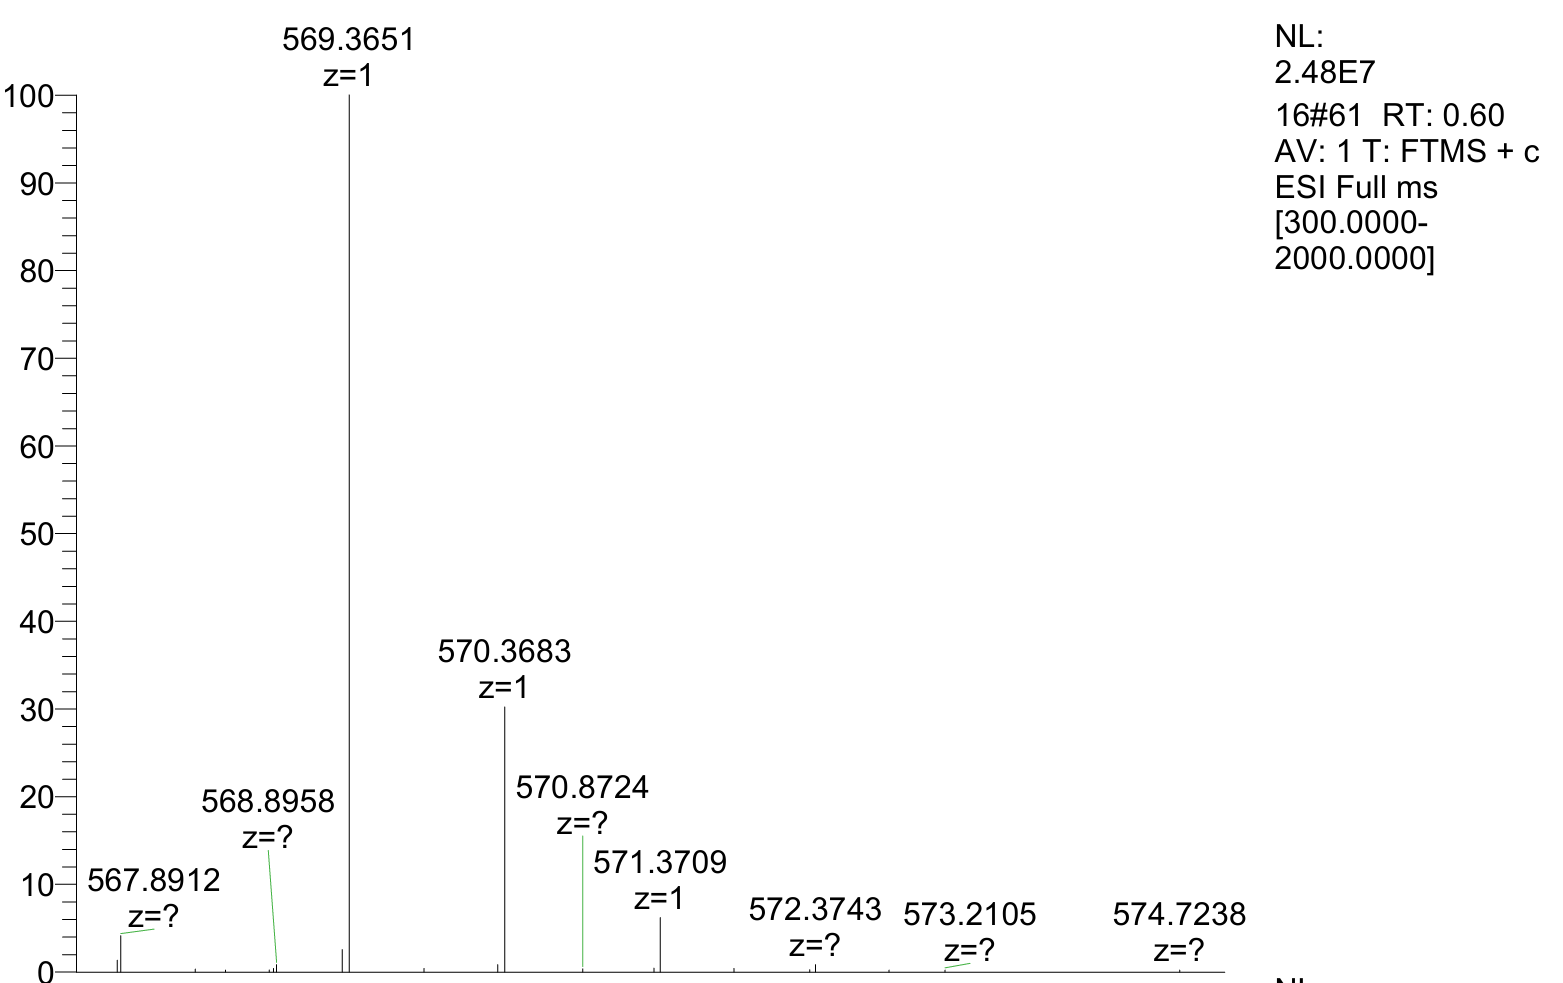 569.3651
z=1
NL:
2.48E7
16#61 RT: 0.60
AV: 1 T: FTMS + c
ESI Full ms
[300.0000-
2000.0000]
100
90
80
70
60
50
40
30
20
10
0
570.3683
z=1
570.8724
z=?
568.8958
z=?
571.3709
z=1
567.8912
z=?
572.3743
z=?
573.2105
z=?
574.7238
z=?